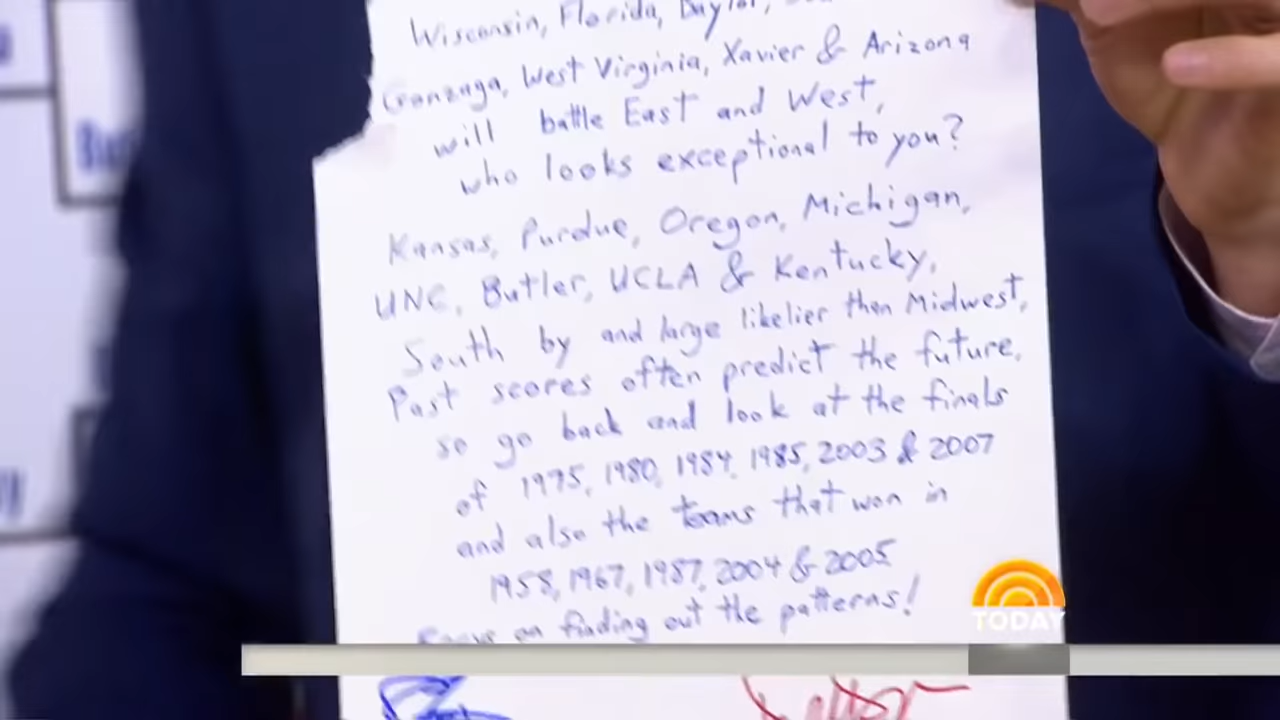 Wisconsin, Florida, Baylor,
Gonzaga, West Virginia, Xavier & Arizona
will battle East and West,
who looks exceptional to you?
Kansas, Purdue, Oregon, Michigan,
UNC, Butler, UCLA & Kentucky,
South by and large likelier then Midwest,
Past scores often predict the future,
so go back and look at the finals
of 1975, 1980, 1984, 1985, 2003 & 2007
and also the teams that won in
1958, 1967, 1987, 2004 & 2005
on finding out the patterns!
TODAY